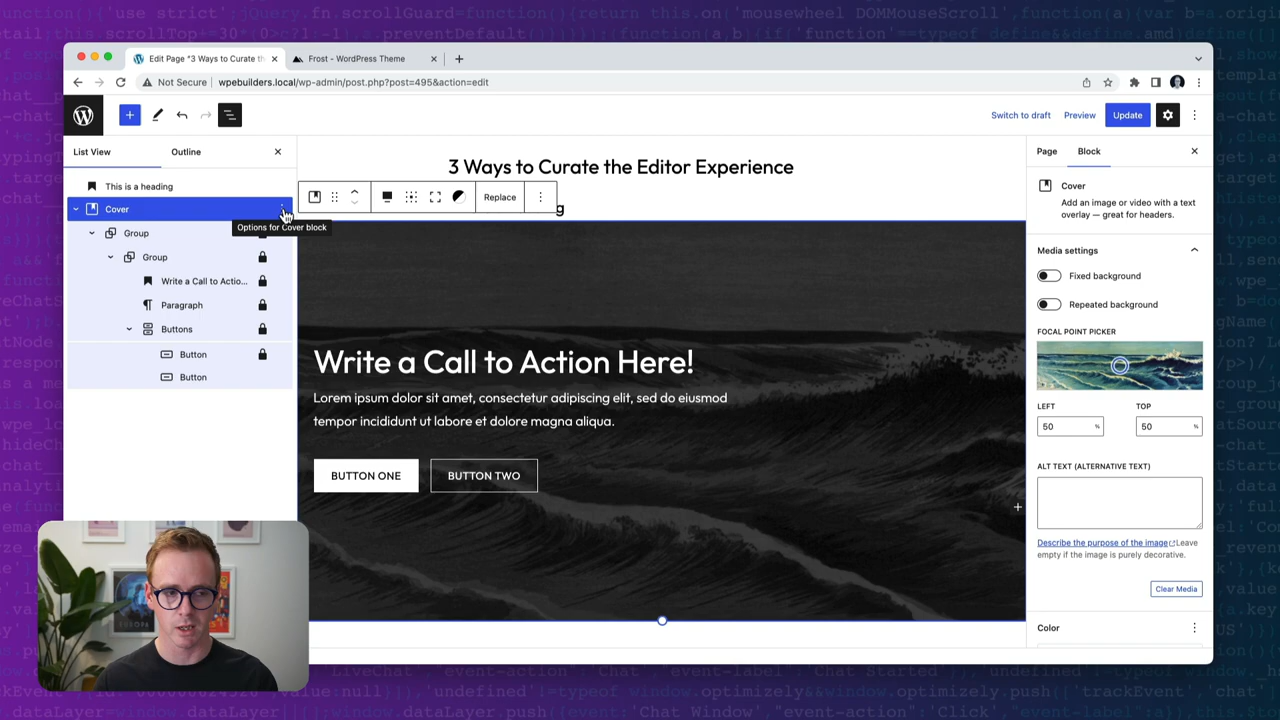 Edit Page "3 Ways to Curate th
Frost - WordPress Theme
Not Secure
wpebuilders.local/wp-admin/post.php?post=495&action=edit
Switch to draft
Preview
Update
List View
Outline
Page
Block
3 Ways to Curate the Editor Experience
This is a heading
Replace
Cover
g
Options for Cover block
Cover
Add an image or video with a text
overlay — great for headers.
Group
Group
Write a Call to Actio...
Paragraph
Buttons
Button
Button
Media settings
Fixed background
Repeated background
FOCAL POINT PICKER
LEFT
TOP
50
%
50
%
ALT TEXT (ALTERNATIVE TEXT)
Describe the purpose of the image Leave
empty if the image is purely decorative.
Clear Media
Color
Write a Call to Action Here!
Lorem ipsum dolor sit amet, consectetur adipiscing elit, sed do eiusmod
tempor incididunt ut labore et dolore magna aliqua.
BUTTON ONE
BUTTON TWO